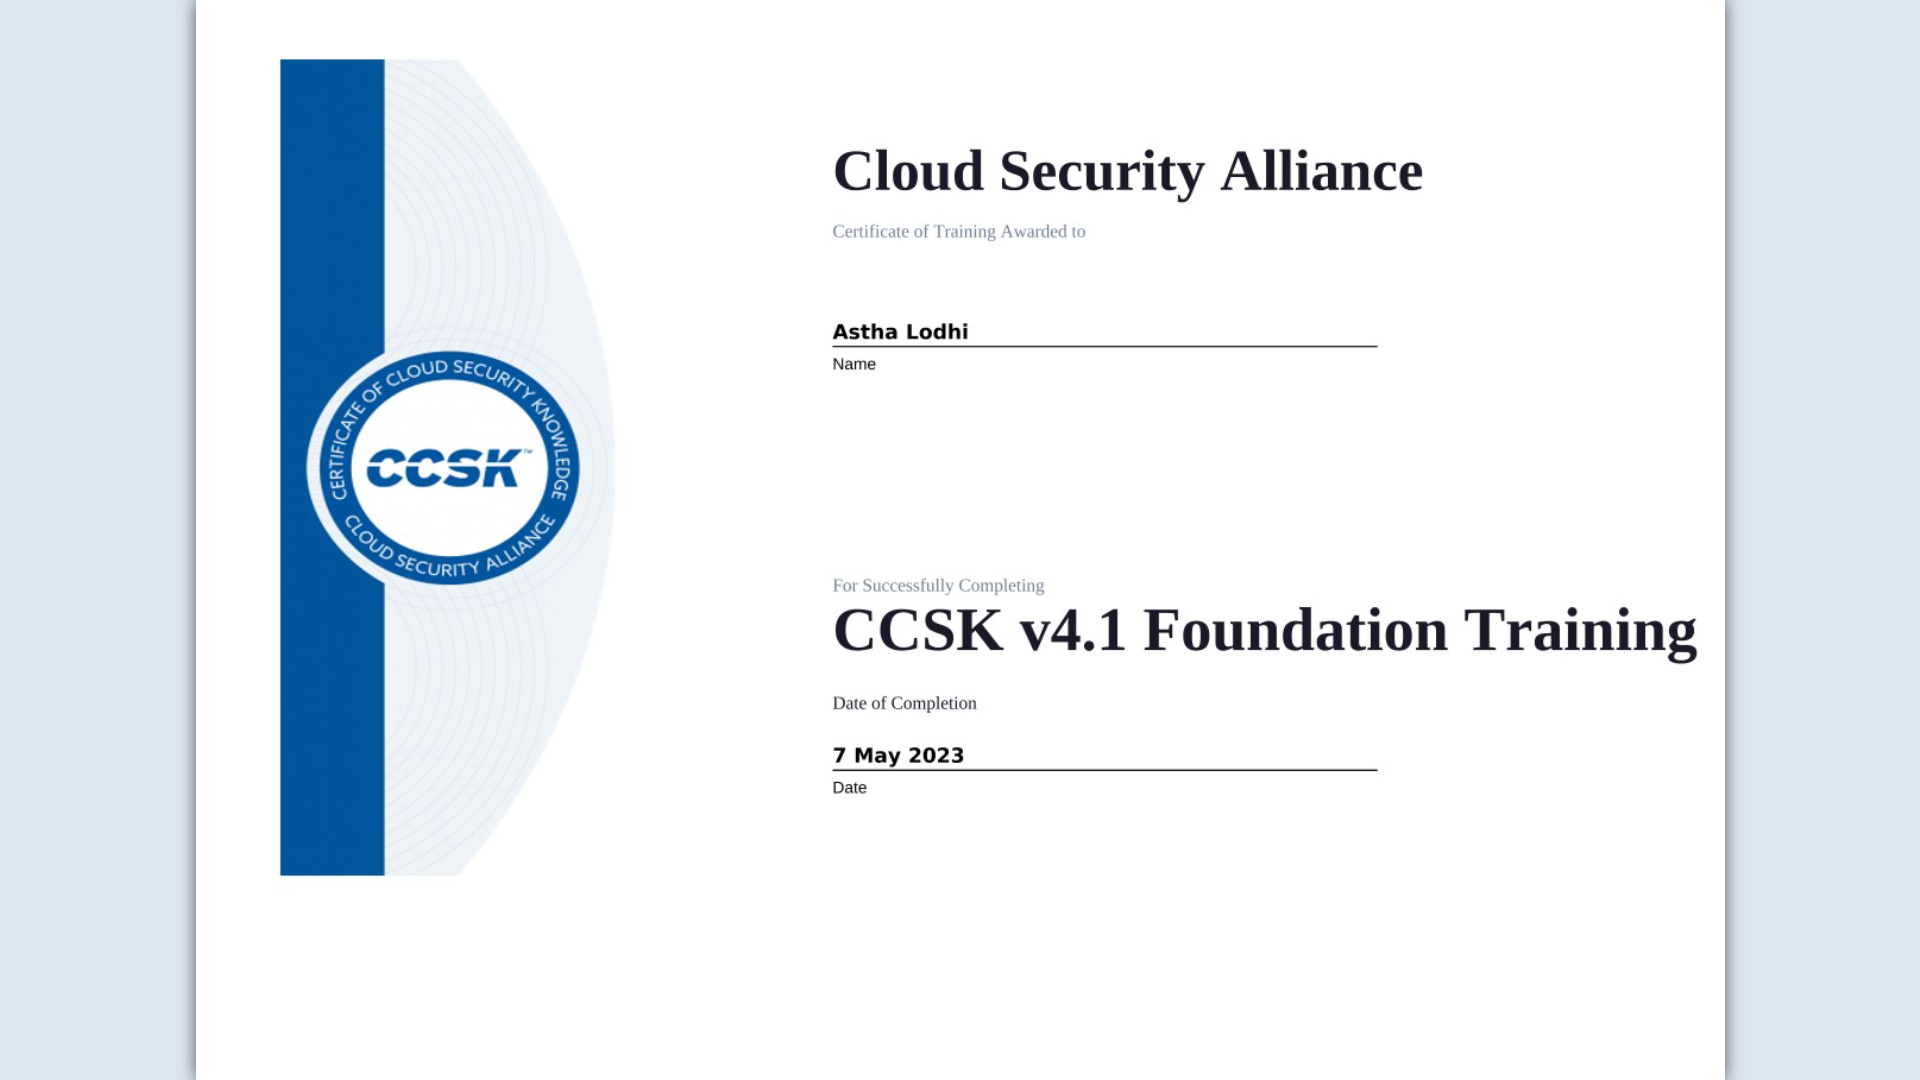 Cloud Security Alliance
Certificate of Training Awarded to
Astha Lodhi
Name
CERTIFICATE OF CLOUD SECURITY KNOWLEDGE
CCSK™
CLOUD SECURITY ALLIANCE
For Successfully Completing
CCSK v4.1 Foundation Training
Date of Completion
7 May 2023
Date